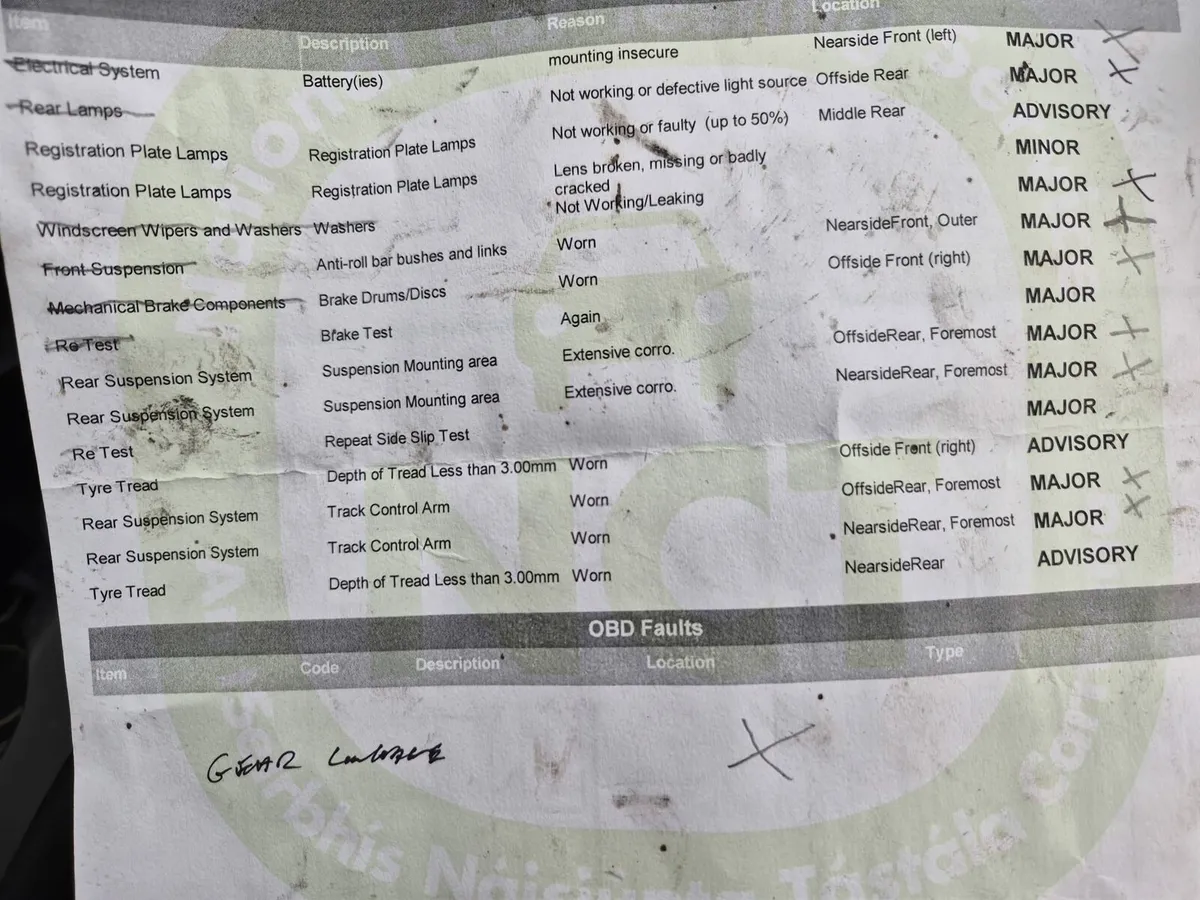 Item Description Reason Location
Electrical System Battery(ies) mounting insecure Nearside Front (left) MAJOR X
Rear Lamps Not working or defective light source Offside Rear MAJOR X
Registration Plate Lamps Registration Plate Lamps Not working or faulty (up to 50%) Middle Rear ADVISORY
Registration Plate Lamps Registration Plate Lamps Lens broken, missing or badly cracked MINOR
Windscreen Wipers and Washers Washers Not Working/Leaking MAJOR X
Front Suspension Anti-roll bar bushes and links Worn NearsideFront, Outer MAJOR X
Mechanical Brake Components Brake Drums/Discs Worn Offside Front (right) MAJOR X
Re Test Brake Test Again MAJOR
Rear Suspension System Suspension Mounting area Extensive corro. OffsideRear, Foremost MAJOR X
Rear Suspension System Suspension Mounting area Extensive corro. NearsideRear, Foremost MAJOR X
Re Test Repeat Side Slip Test MAJOR
Tyre Tread Depth of Tread Less than 3.00mm Worn Offside Front (right) ADVISORY
Rear Suspension System Track Control Arm Worn OffsideRear, Foremost MAJOR X
Rear Suspension System Track Control Arm Worn NearsideRear, Foremost MAJOR X
Tyre Tread Depth of Tread Less than 3.00mm Worn NearsideRear ADVISORY
OBD Faults
Item Code Description Location Type
GEAR Linkage X
Náisiúnta Tástála